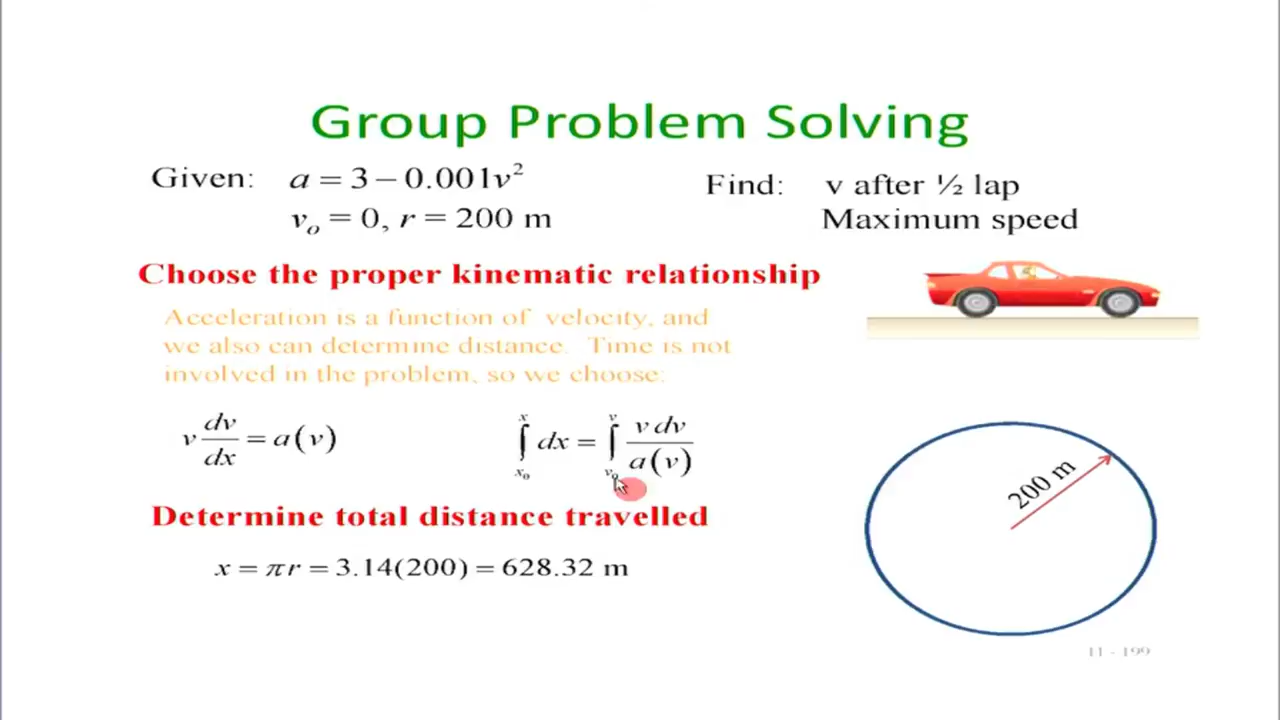 Group Problem Solving
Given: a = 3 − 0.001v²
vₒ = 0, r = 200 m
Find: v after ½ lap
Maximum speed
Choose the proper kinematic relationship
Acceleration is a function of velocity, and
we also can determine distance. Time is not
involved in the problem, so we choose:
v dv/dx = a(v)
∫ₓ₀ˣ dx = ∫ᵥ₀ᵛ v dv / a(v)
Determine total distance travelled
x = πr = 3.14(200) = 628.32 m
200 m
11 - 199